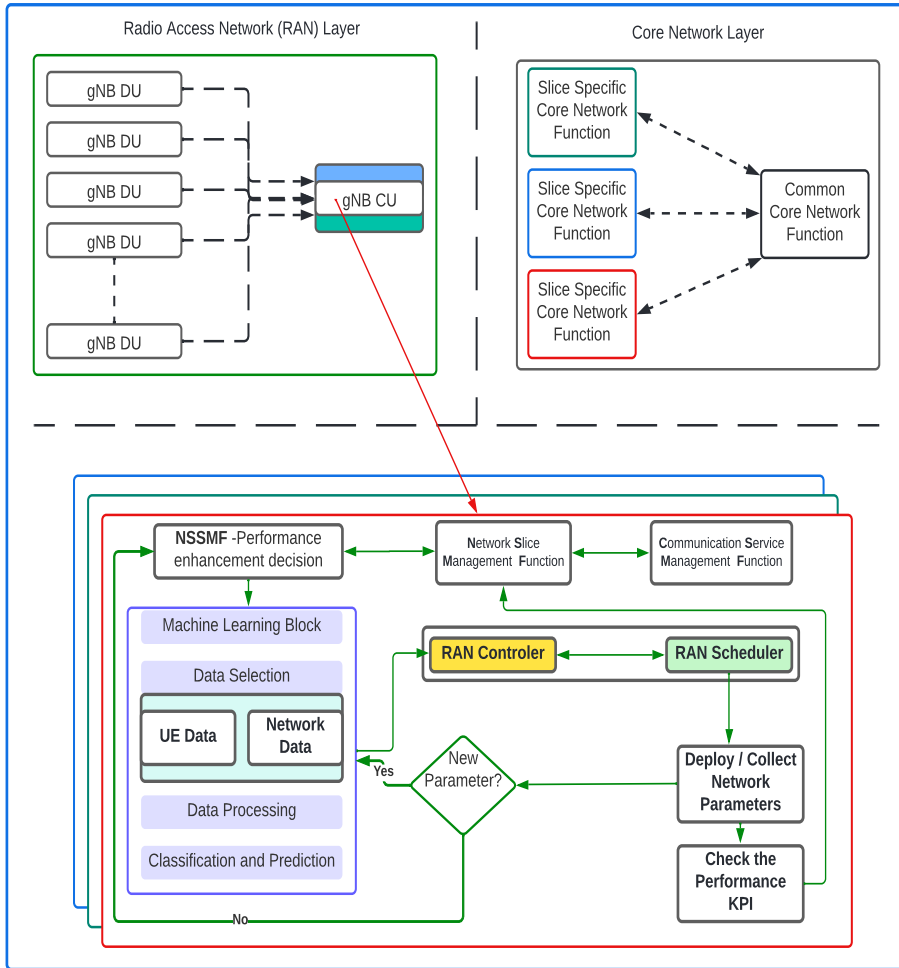 Radio Access Network (RAN) Layer
Core Network Layer
gNB DU
gNB DU
gNB DU
gNB DU
gNB DU
gNB CU
Slice Specific
Core Network
Function
Slice Specific
Core Network
Function
Slice Specific
Core Network
Function
Common
Core Network
Function
NSSMF -Performance
enhancement decision
Network Slice
Management Function
Communication Service
Management Function
Machine Learning Block
Data Selection
UE Data
Network
Data
Data Processing
Classification and Prediction
RAN Controler
RAN Scheduler
New
Parameter?
Yes
No
Deploy / Collect
Network
Parameters
Check the
Performance
KPI